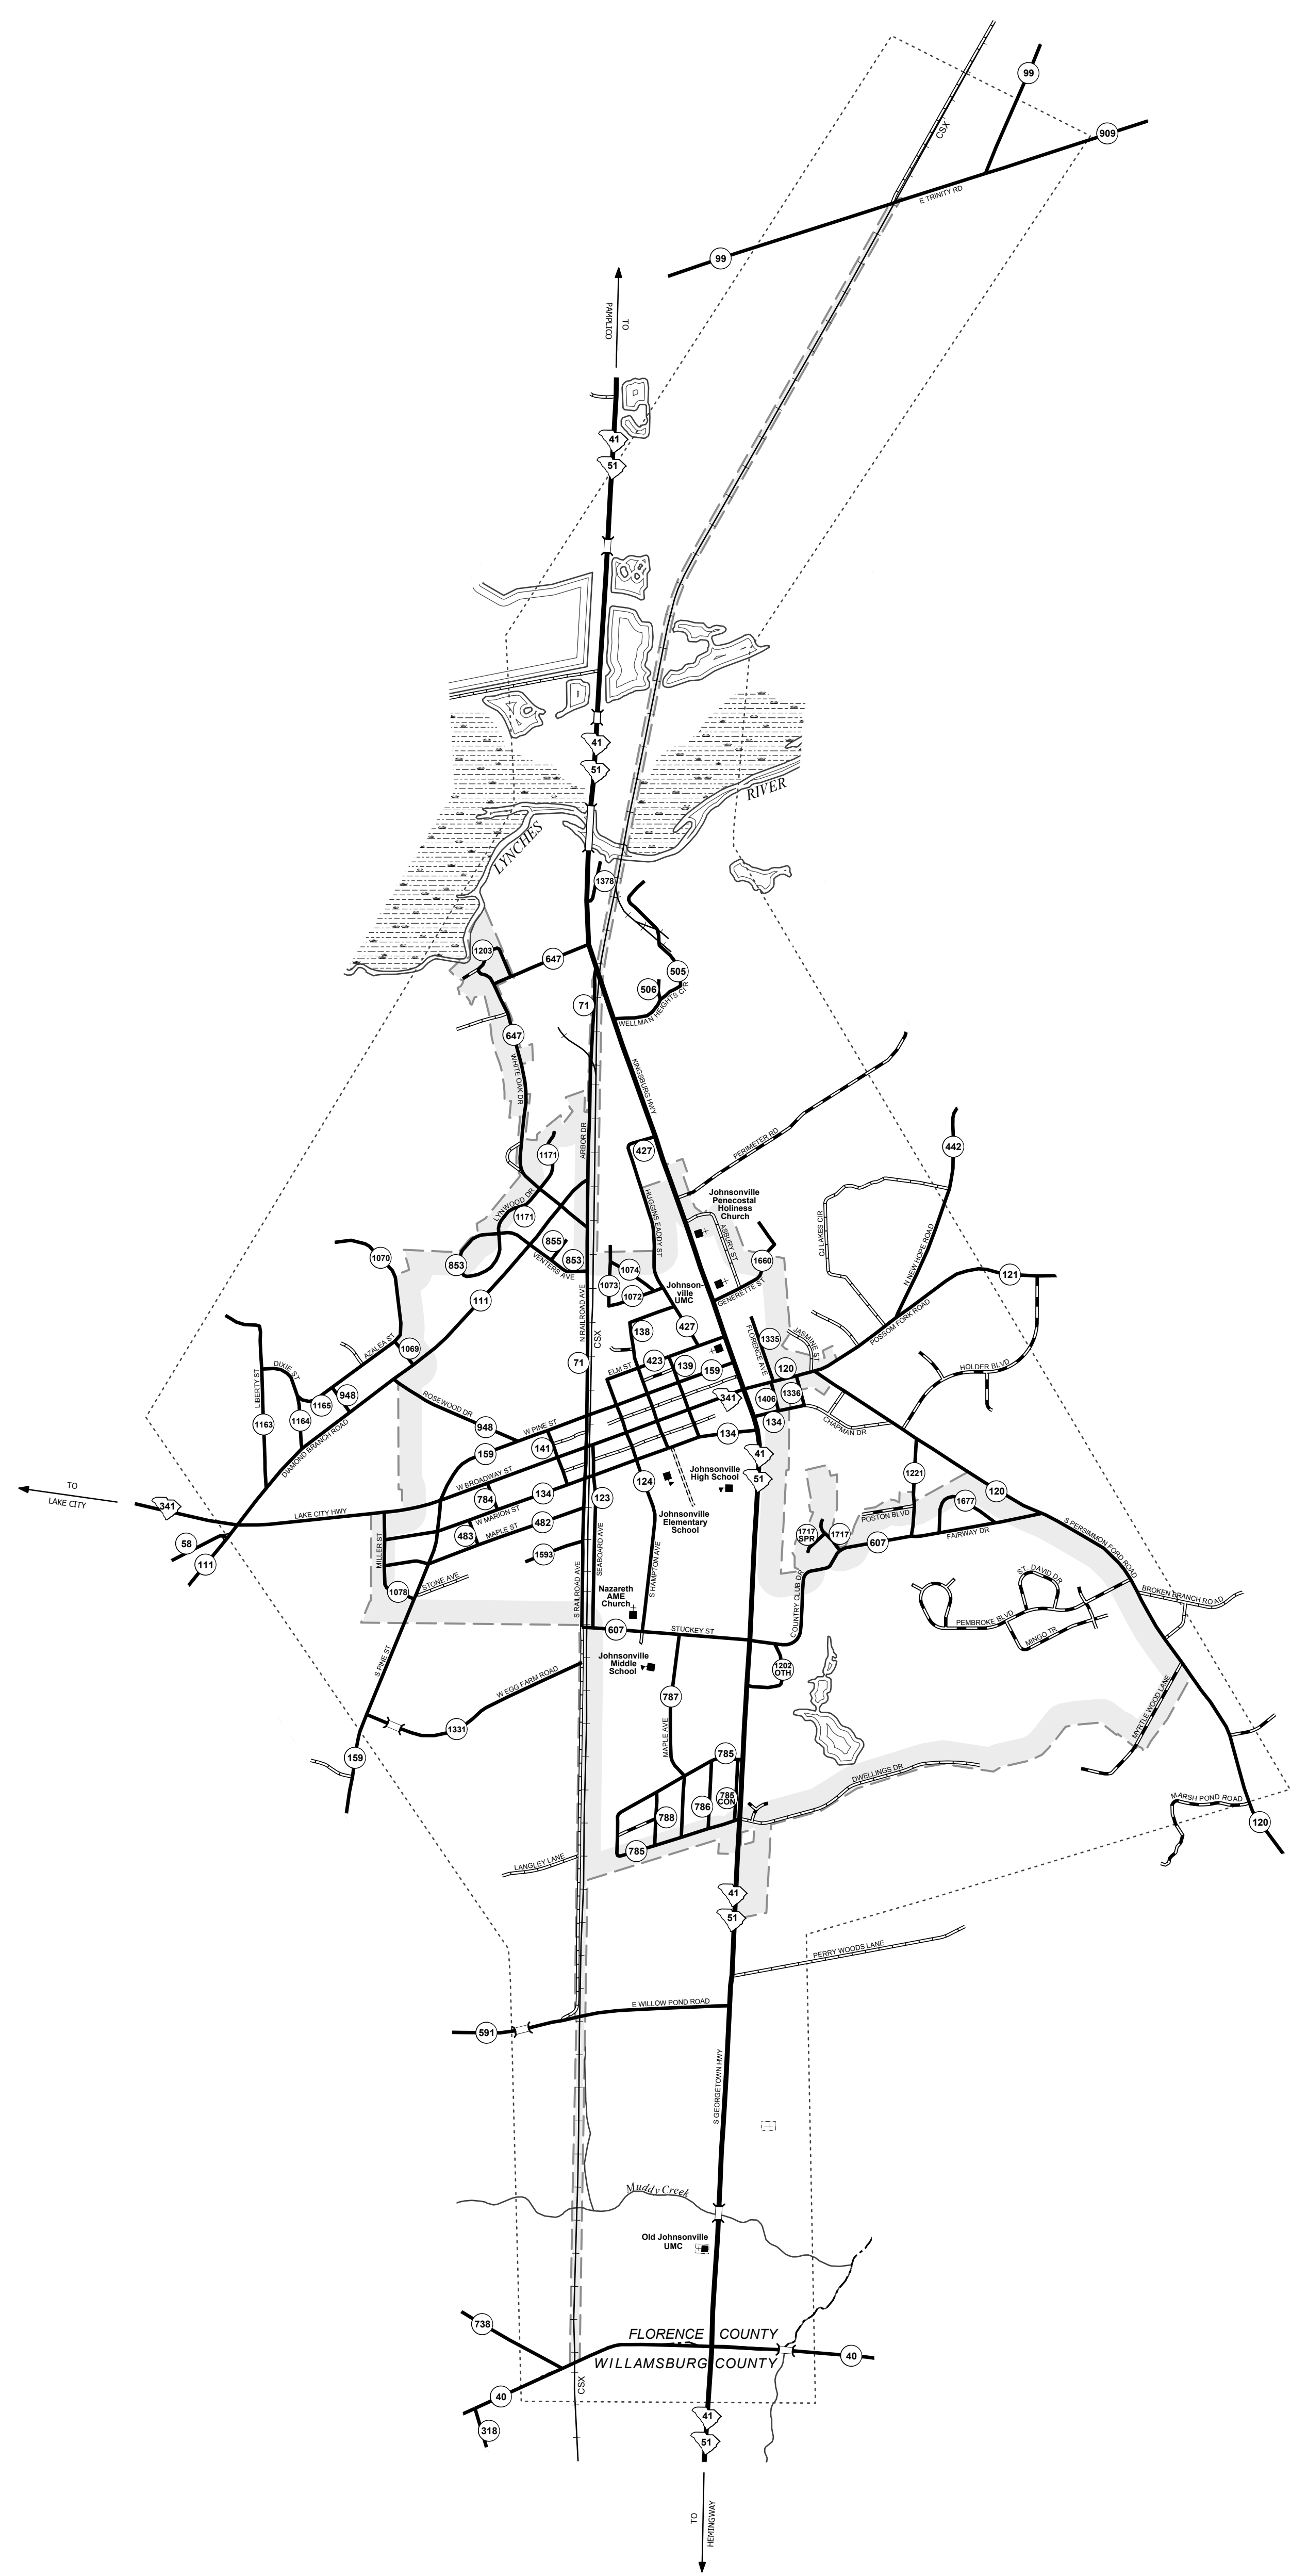 99
CSX
909
E TRINITY RD
99
TO
PAMPLICO
41
51
41
51
RIVER
LYNCHES
1378
1203
647
505
506
WELLMAN HEIGHTS CIR
71
647
WHITE OAK DR
KINGSBURG HWY
ARBOR DR
427
PERIMETER RD
442
1171
HUGGINS EADDY ST
Johnsonville
Penecostal
Holiness
Church
LYNWOOD DR
1171
ASBURY ST
CJ LAKES CIR
N NEW HOPE ROAD
855
853
853
VENTERS AVE
1070
1074
1660
1073
1072
GENERETTE ST
121
Johnson-
ville
UMC
111
N RAILROAD AVE
CSX
POSSOM FORK ROAD
427
138
1335
JASMINE ST
FLORENCE AVE
AZALEA ST
1069
71
ELM ST
423
139
159
120
HOLDER BLVD
DIXIE ST
LIBERTY ST
948
1165
1164
1163
ROSEWOOD DR
341
1406
1336
134
CHAPMAN DR
948
W PINE ST
159
141
134
DIAMOND BRANCH ROAD
41
51
Johnsonville
High School
1221
W BROADWAY ST
124
TO
LAKE CITY
341
LAKE CITY HWY
784
134
123
120
1677
W MARION ST
Johnsonville
Elementary
School
POSTON BLVD
483
482
MAPLE ST
1717
SPR
1717
607
FAIRWAY DR
S PERSIMMON FORD ROAD
58
111
MILLER ST
1593
SEABOARD AVE
S HAMPTON AVE
S RAILROAD AVE
1078
STONE AVE
COUNTRY CLUB DR
ST. DAVID DR
BROKEN BRANCH ROAD
Nazareth
AME
Church
PEMBROKE BLVD
MINGO TR
607
STUCKEY ST
S PINE ST
Johnsonville
Middle
School
1202
OTH
W EGG FARM ROAD
787
MYRTLE WOOD LANE
1331
MAPLE AVE
159
785
DWELLINGS DR
785
CON
786
788
MARSH POND ROAD
120
785
LANGLEY LANE
41
51
PERRY WOODS LANE
E WILLOW POND ROAD
591
S GEORGETOWN HWY
Muddy Creek
Old Johnsonville
UMC
738
FLORENCE COUNTY
WILLAMSBURG COUNTY
40
CSX
40
318
41
51
TO
HEMINGWAY